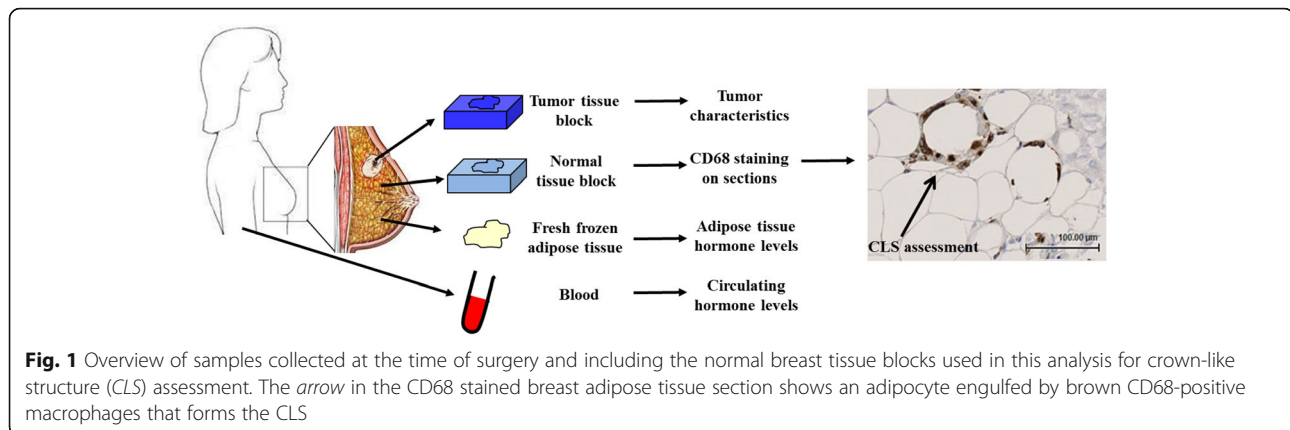 Tumor tissue
block
Tumor
characteristics
Normal
tissue block
CD68 staining
on sections
Fresh frozen
adipose tissue
Adipose tissue
hormone levels
Blood
Circulating
hormone levels
CLS assessment
100.00 µm
Fig. 1 Overview of samples collected at the time of surgery and including the normal breast tissue blocks used in this analysis for crown-like
structure (CLS) assessment. The arrow in the CD68 stained breast adipose tissue section shows an adipocyte engulfed by brown CD68-positive
macrophages that forms the CLS